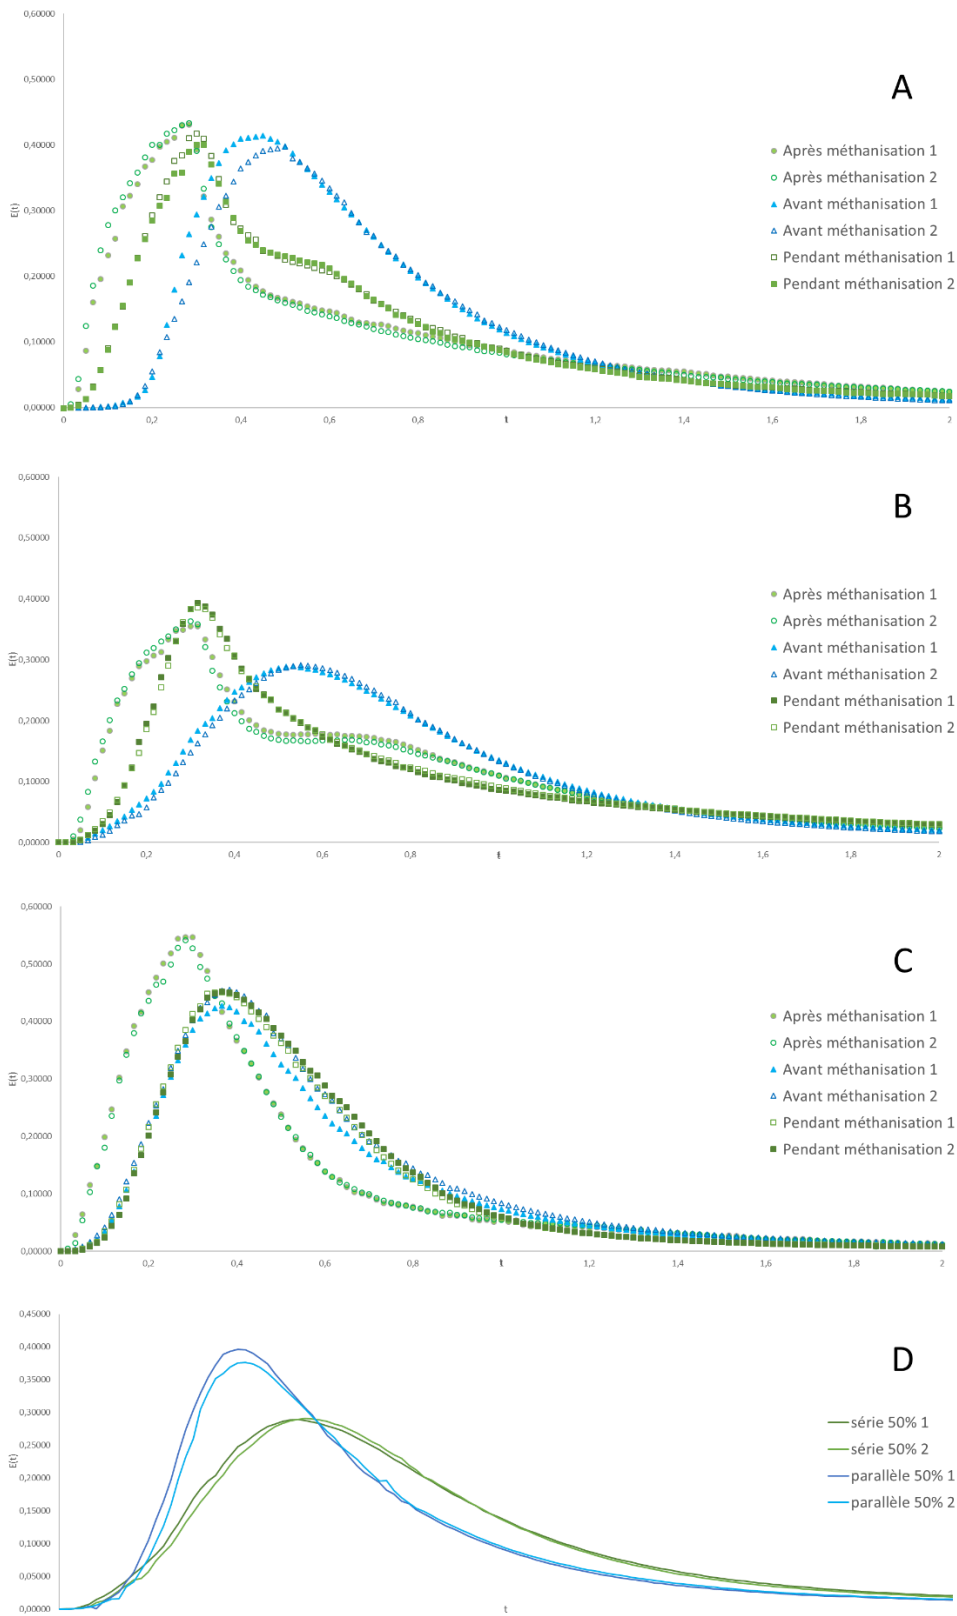 0,60000
0,50000
A
0,40000
Après méthanisation 1
Après méthanisation 2
0,30000
Avant méthanisation 1
E(t)
Avant méthanisation 2
0,20000
Pendant méthanisation 1
Pendant méthanisation 2
0,10000
0,00000
0 0,2 0,4 0,6 0,8 t 1,2 1,4 1,6 1,8 2
0,60000
B
0,50000
0,40000
Après méthanisation 1
Après méthanisation 2
0,30000
Avant méthanisation 1
E(t)
Avant méthanisation 2
0,20000
Pendant méthanisation 1
Pendant méthanisation 2
0,10000
0,00000
0 0,2 0,4 0,6 0,8 t 1,2 1,4 1,6 1,8 2
0,60000
C
0,50000
0,40000
Après méthanisation 1
Après méthanisation 2
0,30000
E(t)
Avant méthanisation 1
Avant méthanisation 2
0,20000
Pendant méthanisation 1
Pendant méthanisation 2
0,10000
0,00000
0 0,2 0,4 0,6 0,8 t 1,2 1,4 1,6 1,8 2
0,45000
0,40000
D
0,35000
0,30000
série 50% 1
0,25000
série 50% 2
E(t)
0,20000
parallèle 50% 1
parallèle 50% 2
0,15000
0,10000
0,05000
0,00000
t